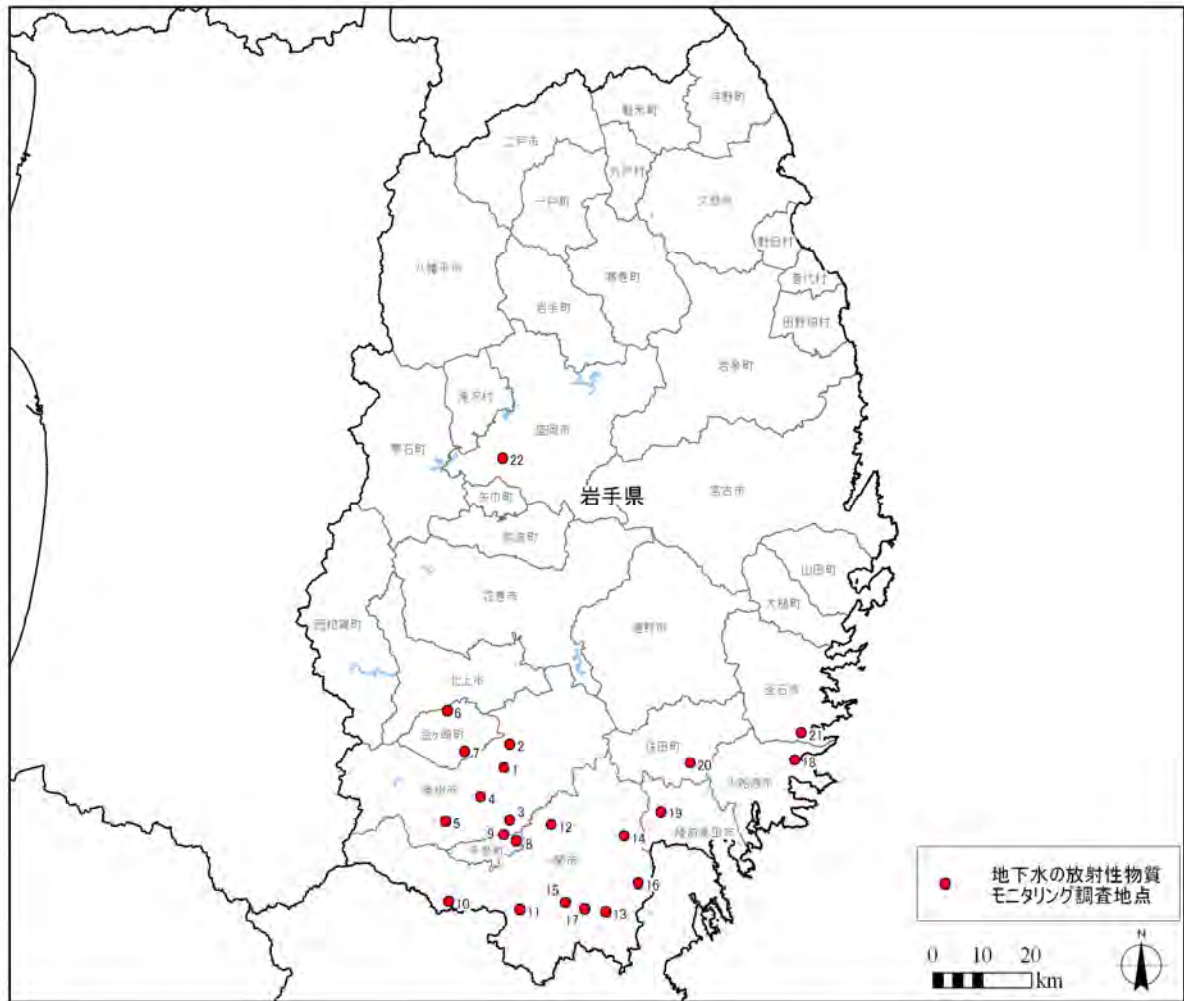 洋野町
軽米町
二戸市
九戸村
一戸町
久慈市
野田村
普代村
田野畑村
八幡平市
葛巻町
岩手町
岩泉町
滝沢村
盛岡市
雫石町
22
矢巾町
岩手県
宮古市
紫波町
山田町
大槌町
花巻市
西和賀町
遠野市
釜石市
北上市
6
金ヶ崎町
7
2
21
住田町
20
18
大船渡市
1
奥州市
4
5
3
9
8
平泉町
12
19
陸前高田市
14
一関市
16
10
11
15
17
13
地下水の放射性物質
モニタリング調査地点
N
0 10 20
km